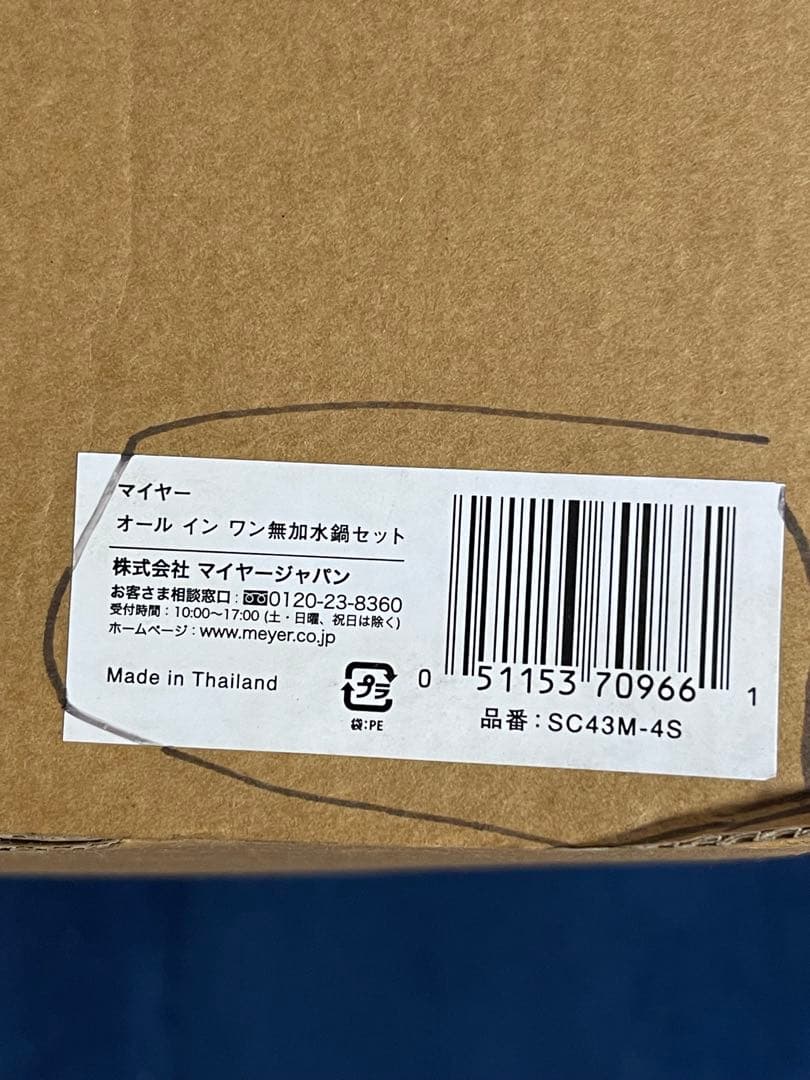 マイヤー
オール イン ワン無加水鍋セット
株式会社 マイヤージャパン
お客さま相談窓口：0120-23-8360
受付時間：10:00～17:00 (土・日曜、祝日は除く)
ホームページ：www.meyer.co.jp
Made in Thailand
プラ
袋:PE
0 51153 70966 1
品番：SC43M-4S